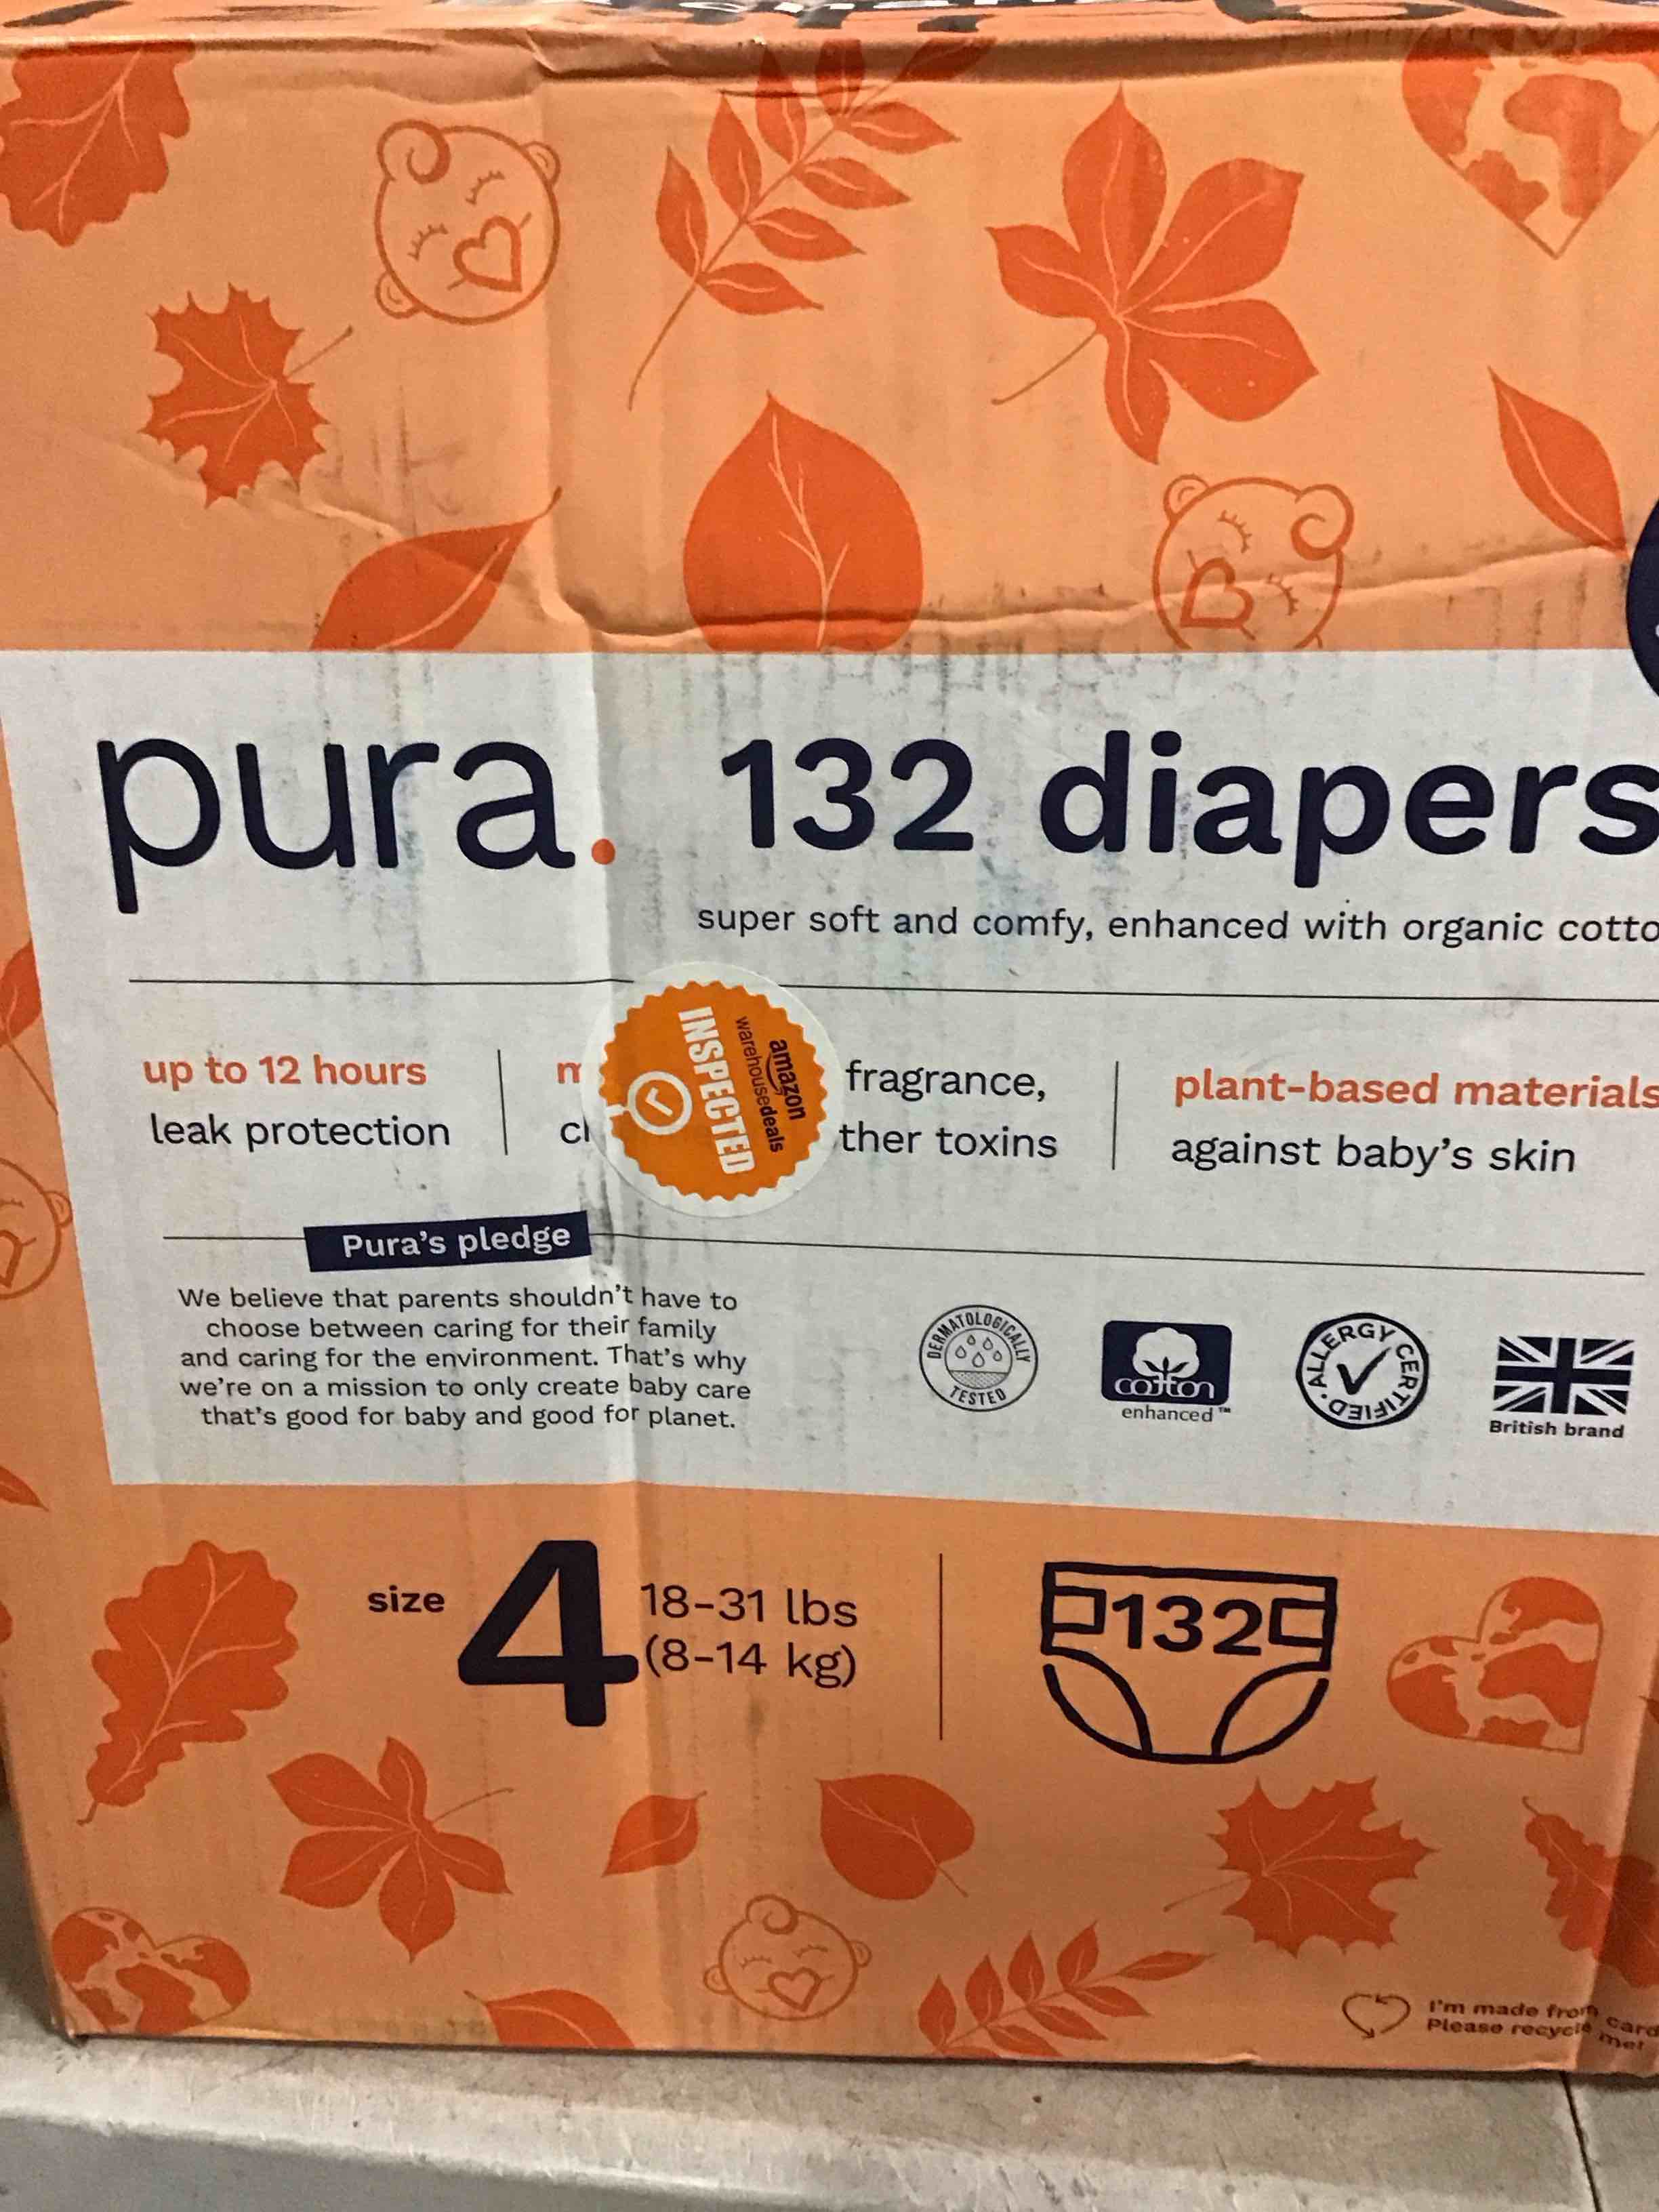 pura. 132 diapers
super soft and comfy, enhanced with organic
up to 12 hours
leak protection
fragrance,
toxins
plant-based materials
against baby's skin
amazon
warehousedeals
INSPECTED
Pura's pledge
We believe that parents shouldn't have to
choose between caring for their family
and caring for the environment. That's why
we're on a mission to only create baby care
that's good for baby and good for planet.
DERMATOLOGICALLY
TESTED
cotton
enhanced™
ALLERGY CERTIFIED
British brand
size 4 18-31 lbs
(8-14 kg)
132
I'm made from
Please recycle me!